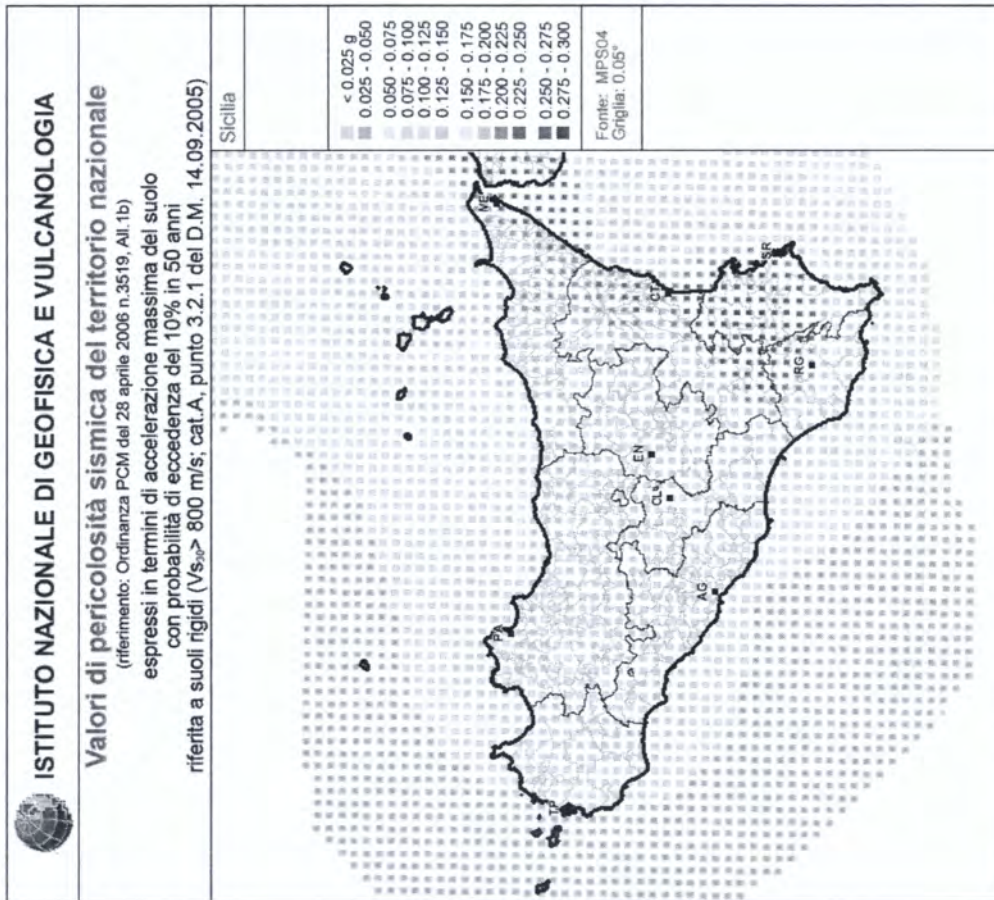 ISTITUTO NAZIONALE DI GEOFISICA E VULCANOLOGIA
Valori di pericolosità sismica del territorio nazionale
(riferimento: Ordinanza PCM del 28 aprile 2006 n.3519, All.1b)
espressi in termini di accelerazione massima del suolo
con probabilità di eccedenza del 10% in 50 anni
riferita a suoli rigidi (Vs₃₀> 800 m/s; cat.A, punto 3.2.1 del D.M. 14.09.2005)
Sicilia
< 0.025 g
0.025 - 0.050
0.050 - 0.075
0.075 - 0.100
0.100 - 0.125
0.125 - 0.150
0.150 - 0.175
0.175 - 0.200
0.200 - 0.225
0.225 - 0.250
0.250 - 0.275
0.275 - 0.300
Fonte: MPS04
Griglia: 0.05°
ME
PA
TP
CT
EN
CL
AG
SR
RG